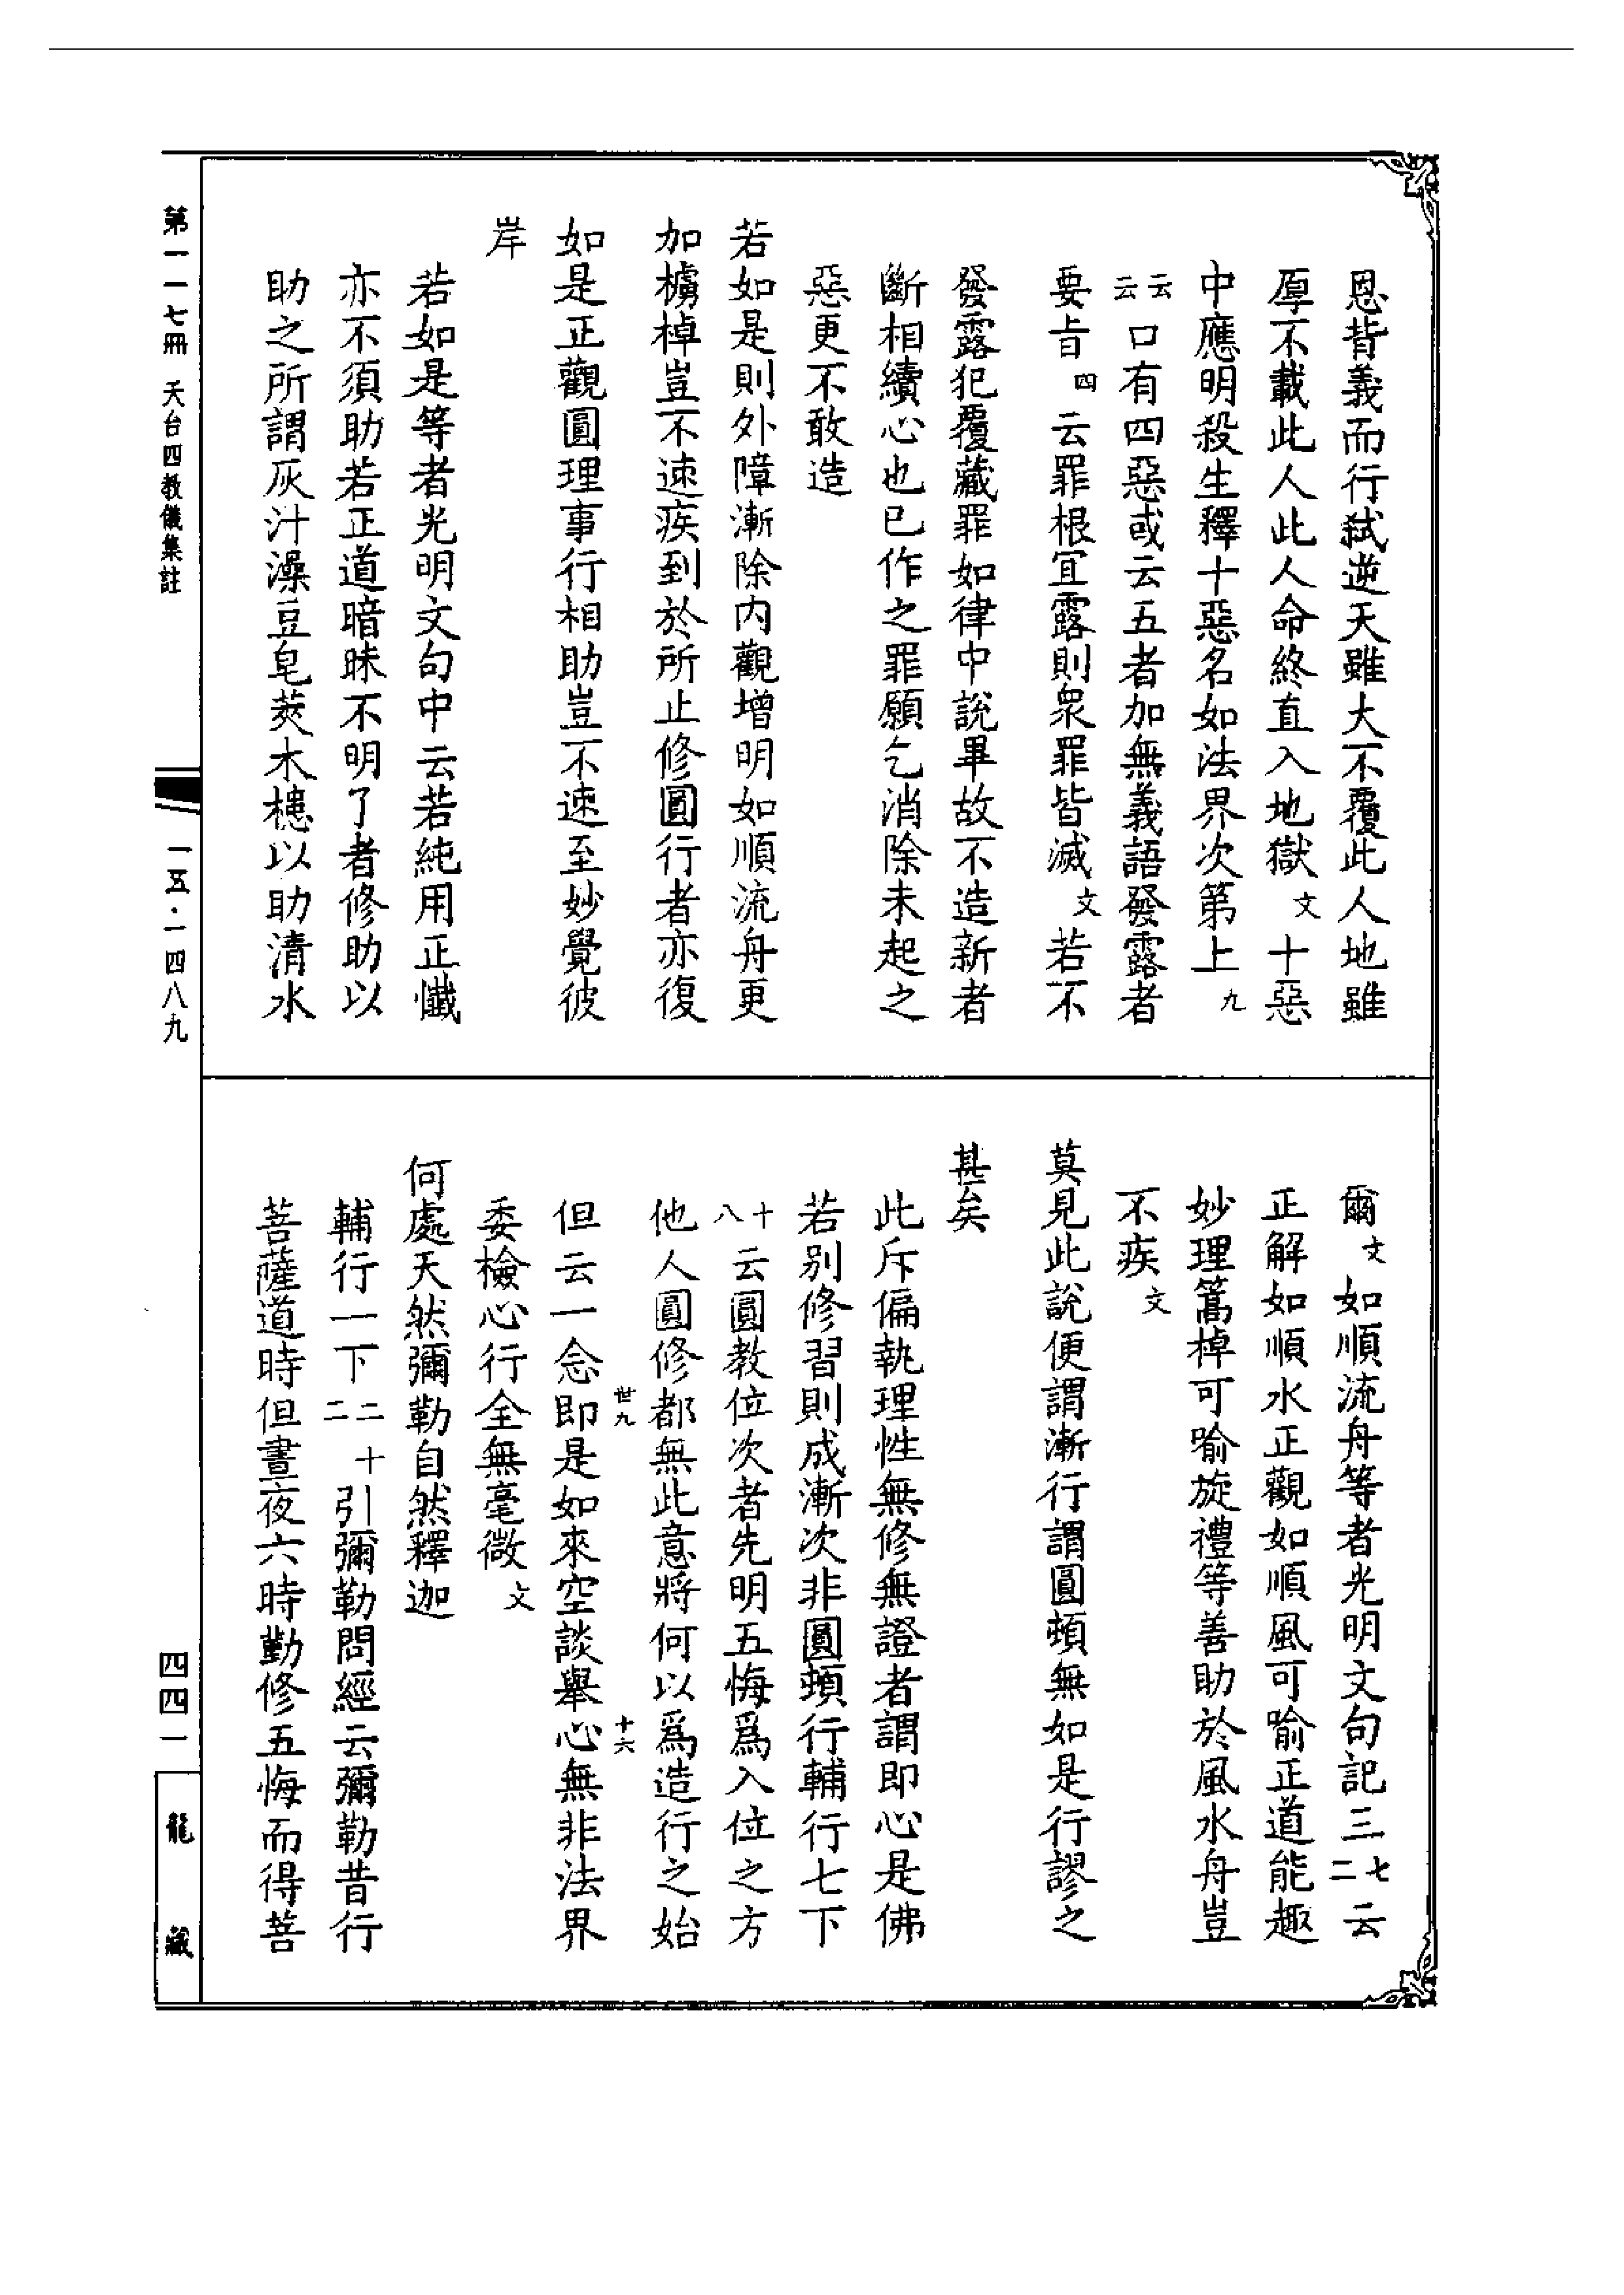 恩背義而行弑逆天雖大不覆此人地雖
厚不載此人此人命終直入地獄文十惡
中應明殺生釋十惡名如法界次第上九
云云口有四惡或云五者加無義語發露者
要旨四云罪根宜露則衆罪皆滅文若不
發露犯覆藏罪如律中說畢故不造新者
斷相續心也已作之罪願乞消除未起之
惡更不敢造
若如是則外障漸除内觀增明如順流舟更
加櫓棹豈不速疾到於所止修圓行者亦復
如是正觀圓理事行相助豈不速至妙覺彼
岸
若如是等者光明文句中云若純用正懺
亦不須助若正道暗昧不明了者修助以
助之所謂灰汁澡豆皂莢木槵以助清水
爾文如順流舟等者光明文句記三七二云
正解如順水正觀如順風可喻正道能趣
妙理篙棹可喻旋禮等善助於風水舟豈
不疾文
莫見此說便謂漸行謂圓頓無如是行謬之
甚矣
此斥偏執理性無修無證者謂即心是佛
若別修習則成漸次非圓頓行輔行七下
十八云圓教位次者先明五悔爲入位之方
他人圓修都無此意將何以爲造行之始
世九 十六
但云一念即是如來空談舉心無非法界
委檢心行全無毫微文
何處天然彌勒自然釋迦
輔行一下二二十引彌勒問經云彌勒昔行
菩薩道時但晝夜六時勤修五悔而得菩
第一一七冊 天台四教儀集註
一五·一四八九
四四一
龍藏